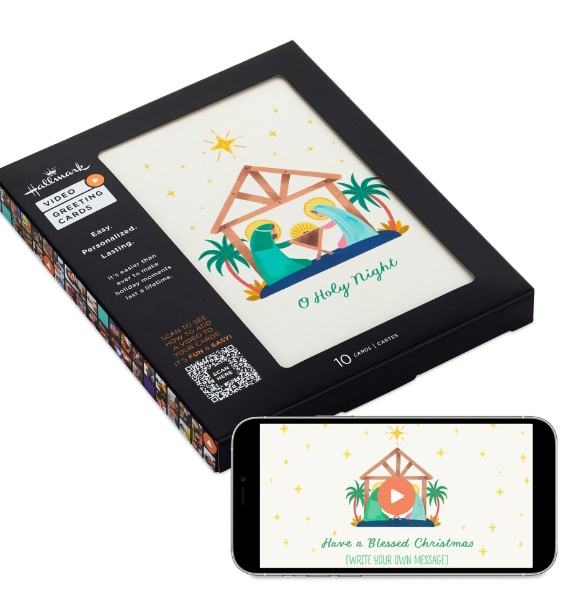 Hallmark
VIDEO
GREETING
CARDS
Easy.
Personalized.
Lasting.
It's easier than
ever to make
holiday moments
last a lifetime.
SCAN TO SEE
HOW TO ADD
A VIDEO TO
YOUR CARDS.
IT'S FUN & EASY!
SCAN
HERE
O Holy Night
10 CARDS | CARTES
Have a Blessed Christmas
[WRITE YOUR OWN MESSAGE]